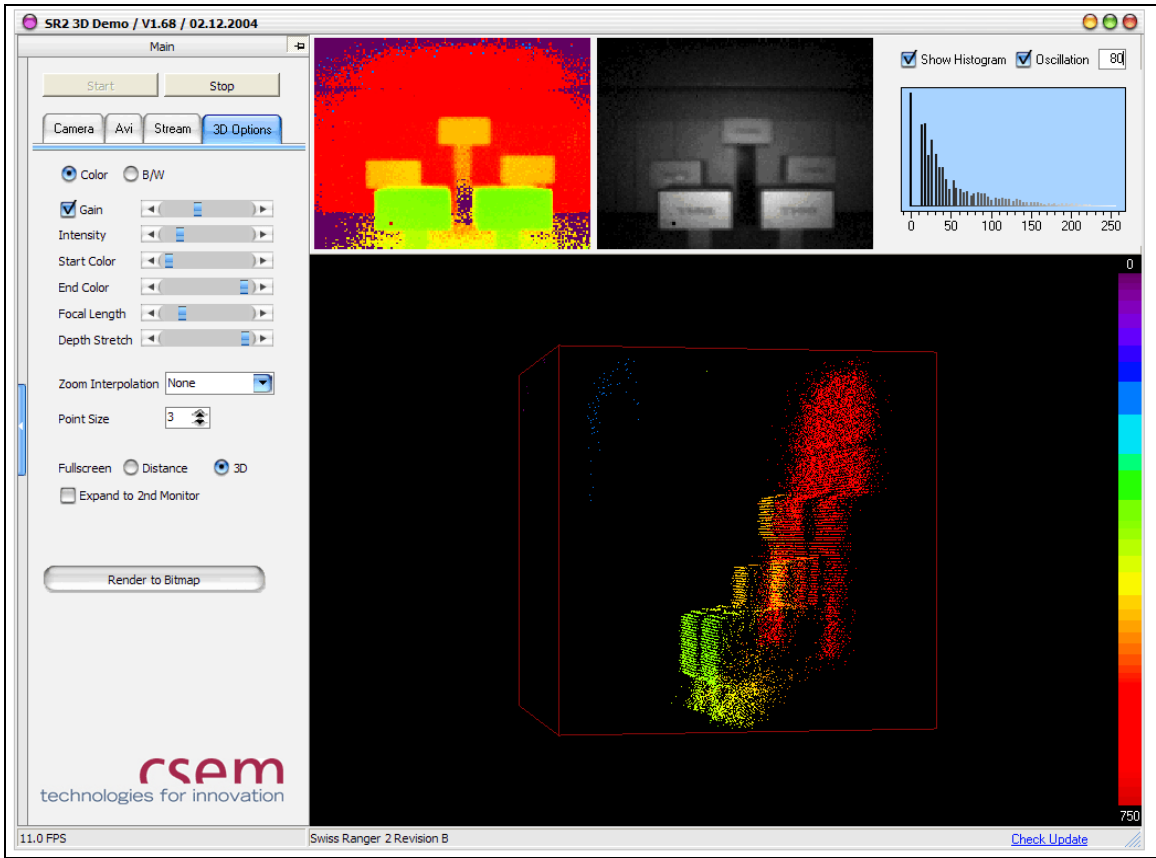 SR2 3D Demo / V1.68 / 02.12.2004
Main
Start Stop
Camera Avi Stream 3D Options
Color B/W
Gain
Intensity
Start Color
End Color
Focal Length
Depth Stretch
Zoom Interpolation None
Point Size 3
Fullscreen Distance 3D
Expand to 2nd Monitor
Render to Bitmap
csem
technologies for innovation
Show Histogram Oscillation 80
0 50 100 150 200 250
0
750
11.0 FPS
Swiss Ranger 2 Revision B
Check Update